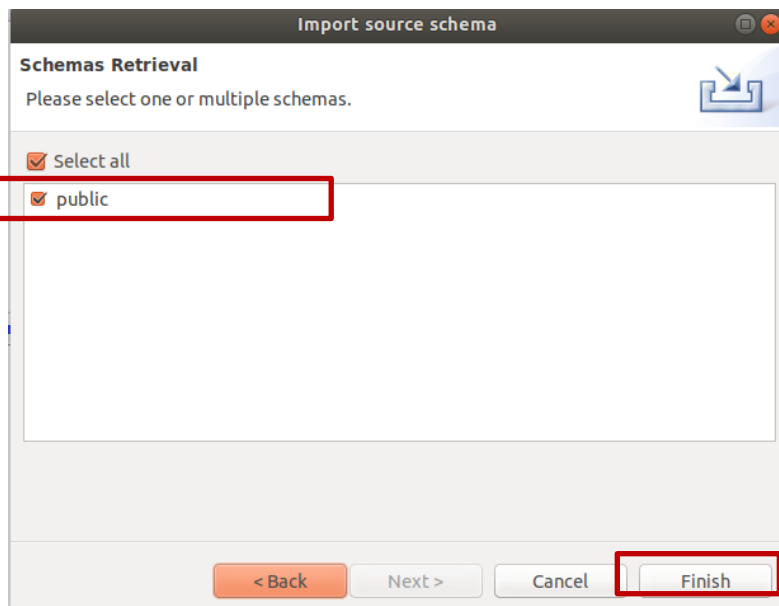 Import source schema
Schemas Retrieval
Please select one or multiple schemas.
Select all
public
< Back Next > Cancel Finish